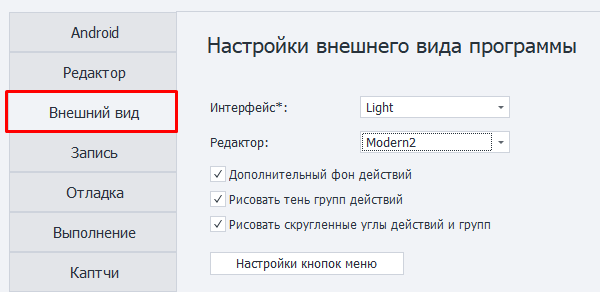 Android
Редактор
Внешний вид
Запись
Отладка
Выполнение
Каптчи
Настройки внешнего вида программы
Интерфейс*: Light
Редактор: Modern2
Дополнительный фон действий
Рисовать тень групп действий
Рисовать скругленные углы действий и групп
Настройки кнопок меню